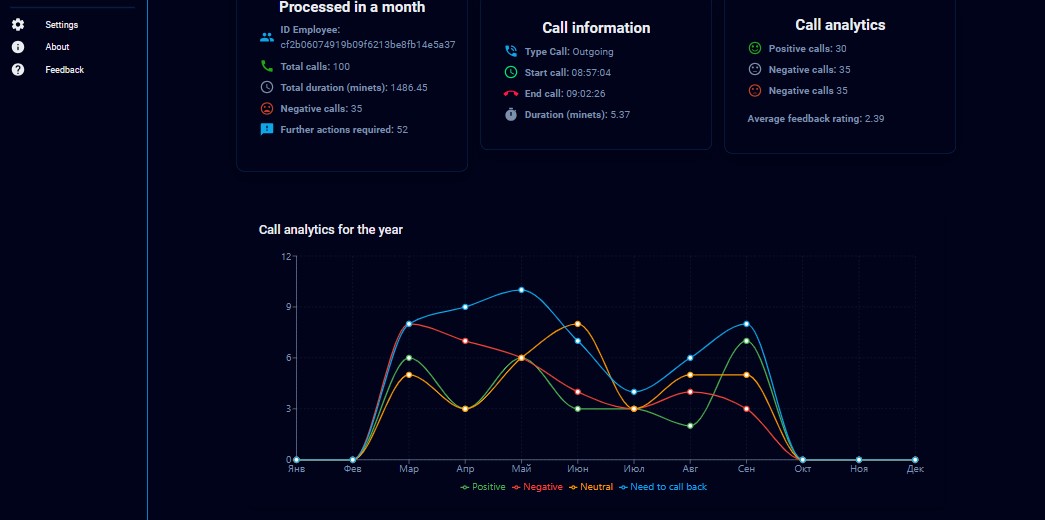 Settings
About
Feedback
Processed in a month
ID Employee:
cf2b06074919b09f6213be8fb14e5a37
Total calls: 100
Total duration (minets): 1486.45
Negative calls: 35
Further actions required: 52
Call information
Type Call: Outgoing
Start call: 08:57:04
End call: 09:02:26
Duration (minets): 5.37
Call analytics
Positive calls: 30
Negative calls: 35
Negative calls 35
Average feedback rating: 2.39
Call analytics for the year
12
9
6
3
0
Янв Фев Мар Апр Май Июн Июл Авг Сен Окт Ноя Дек
Positive Negative Neutral Need to call back